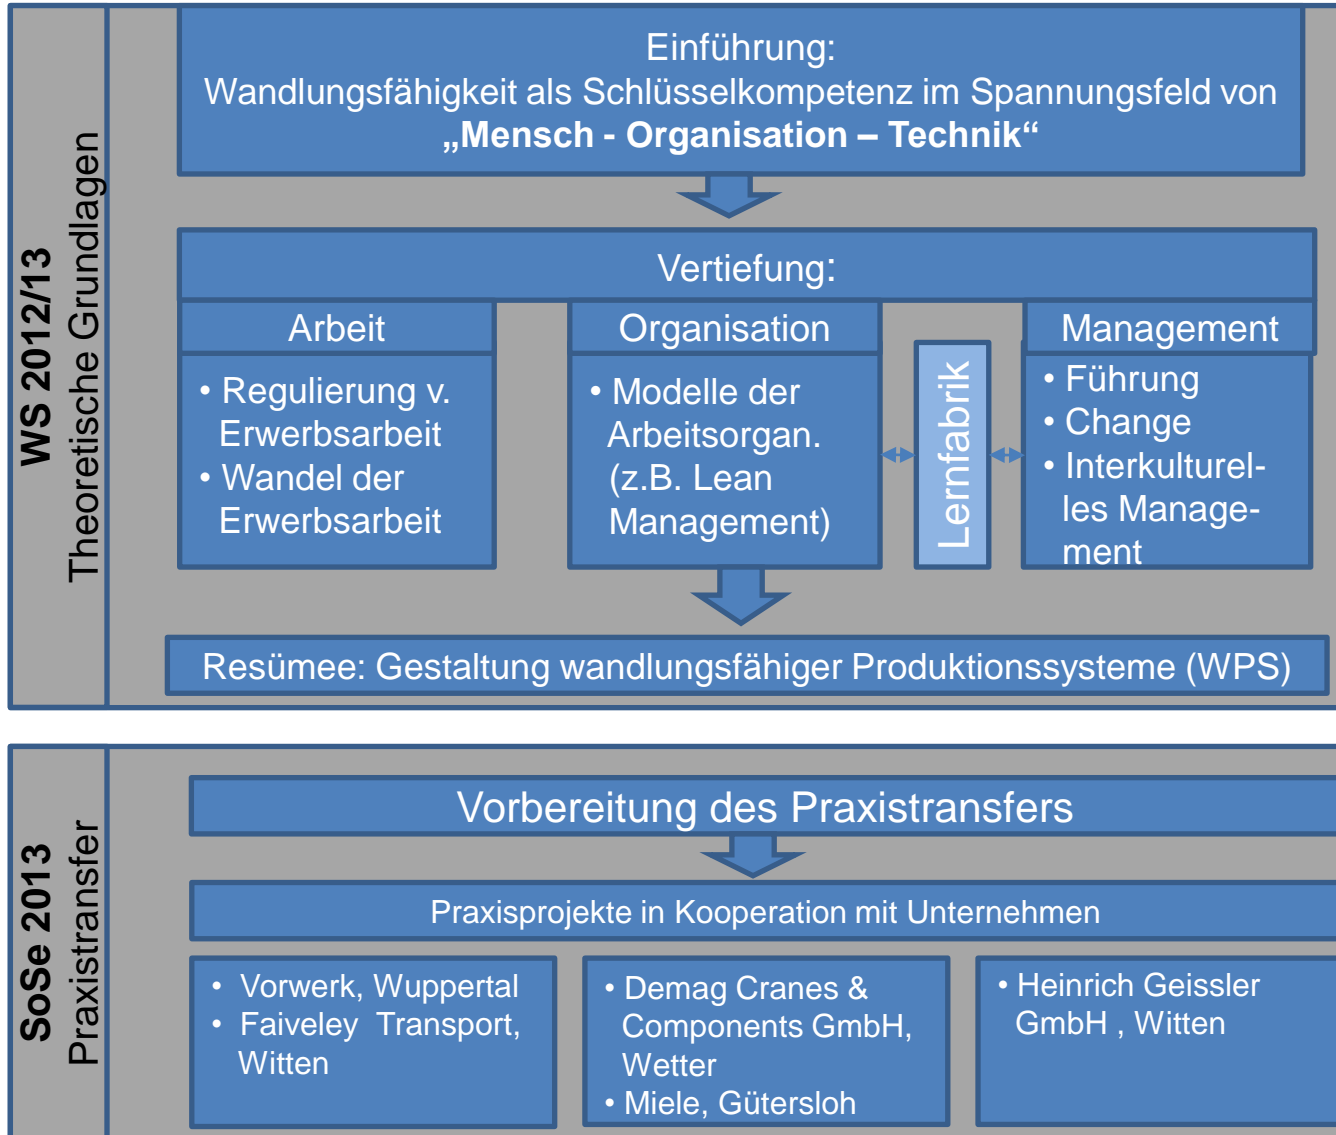 WS 2012/13
Theoretische Grundlagen
Einführung:
Wandlungsfähigkeit als Schlüsselkompetenz im Spannungsfeld von
„Mensch - Organisation – Technik“
Vertiefung:
Arbeit
• Regulierung v.
Erwerbsarbeit
• Wandel der
Erwerbsarbeit
Organisation
• Modelle der
Arbeitsorgan.
(z.B. Lean
Management)
Lernfabrik
Management
• Führung
• Change
• Interkulturel-
les Manage-
ment
Resümee: Gestaltung wandlungsfähiger Produktionssysteme (WPS)
SoSe 2013
Praxistransfer
Vorbereitung des Praxistransfers
Praxisprojekte in Kooperation mit Unternehmen
• Vorwerk, Wuppertal
• Faiveley Transport,
Witten
• Demag Cranes &
Components GmbH,
Wetter
• Miele, Gütersloh
• Heinrich Geissler
GmbH , Witten